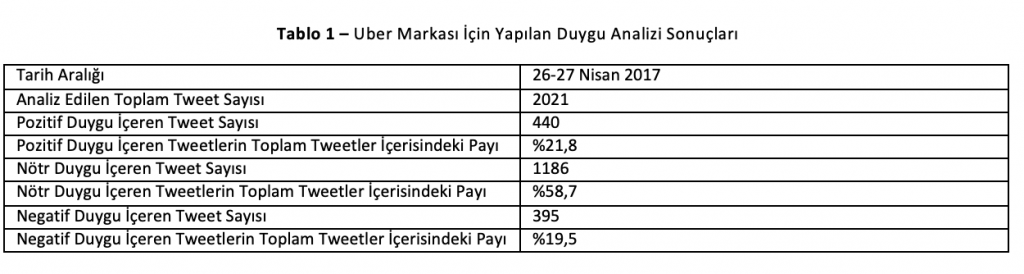 Tablo 1 – Uber Markası İçin Yapılan Duygu Analizi Sonuçları
Tarih Aralığı 26-27 Nisan 2017
Analiz Edilen Toplam Tweet Sayısı 2021
Pozitif Duygu İçeren Tweet Sayısı 440
Pozitif Duygu İçeren Tweetlerin Toplam Tweetler İçerisindeki Payı %21,8
Nötr Duygu İçeren Tweet Sayısı 1186
Nötr Duygu İçeren Tweetlerin Toplam Tweetler İçerisindeki Payı %58,7
Negatif Duygu İçeren Tweet Sayısı 395
Negatif Duygu İçeren Tweetlerin Toplam Tweetler İçerisindeki Payı %19,5